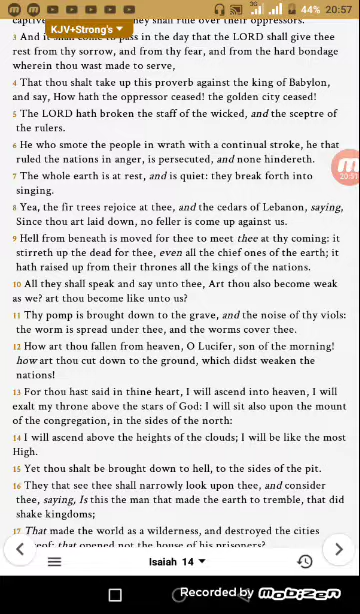 44% 20:57
captive hey shall rule over their oppressors.
KJV+Strong's
3 And it shall come to pass in the day that the LORD shall give thee
rest from thy sorrow, and from thy fear, and from the hard bondage
wherein thou wast made to serve,
4 That thou shalt take up this proverb against the king of Babylon,
and say, How hath the oppressor ceased! the golden city ceased!
5 The LORD hath broken the staff of the wicked, and the sceptre of
the rulers.
6 He who smote the people in wrath with a continual stroke, he that
ruled the nations in anger, is persecuted, and none hindereth.
20:51
7 The whole earth is at rest, and is quiet: they break forth into
singing.
8 Yea, the fir trees rejoice at thee, and the cedars of Lebanon, saying,
Since thou art laid down, no feller is come up against us.
9 Hell from beneath is moved for thee to meet thee at thy coming: it
stirreth up the dead for thee, even all the chief ones of the earth; it
hath raised up from their thrones all the kings of the nations.
10 All they shall speak and say unto thee, Art thou also become weak
as we? art thou become like unto us?
11 Thy pomp is brought down to the grave, and the noise of thy viols:
the worm is spread under thee, and the worms cover thee.
12 How art thou fallen from heaven, O Lucifer, son of the morning!
how art thou cut down to the ground, which didst weaken the
nations!
13 For thou hast said in thine heart, I will ascend into heaven, I will
exalt my throne above the stars of God: I will sit also upon the mount
of the congregation, in the sides of the north:
14 I will ascend above the heights of the clouds; I will be like the most
High.
15 Yet thou shalt be brought down to hell, to the sides of the pit.
16 They that see thee shall narrowly look upon thee, and consider
thee, saying, Is this the man that made the earth to tremble, that did
shake kingdoms;
17 That made the world as a wilderness, and destroyed the cities
ereof; that opened not the house of his prisoners?
Isaiah 14
Recorded by Mobizen